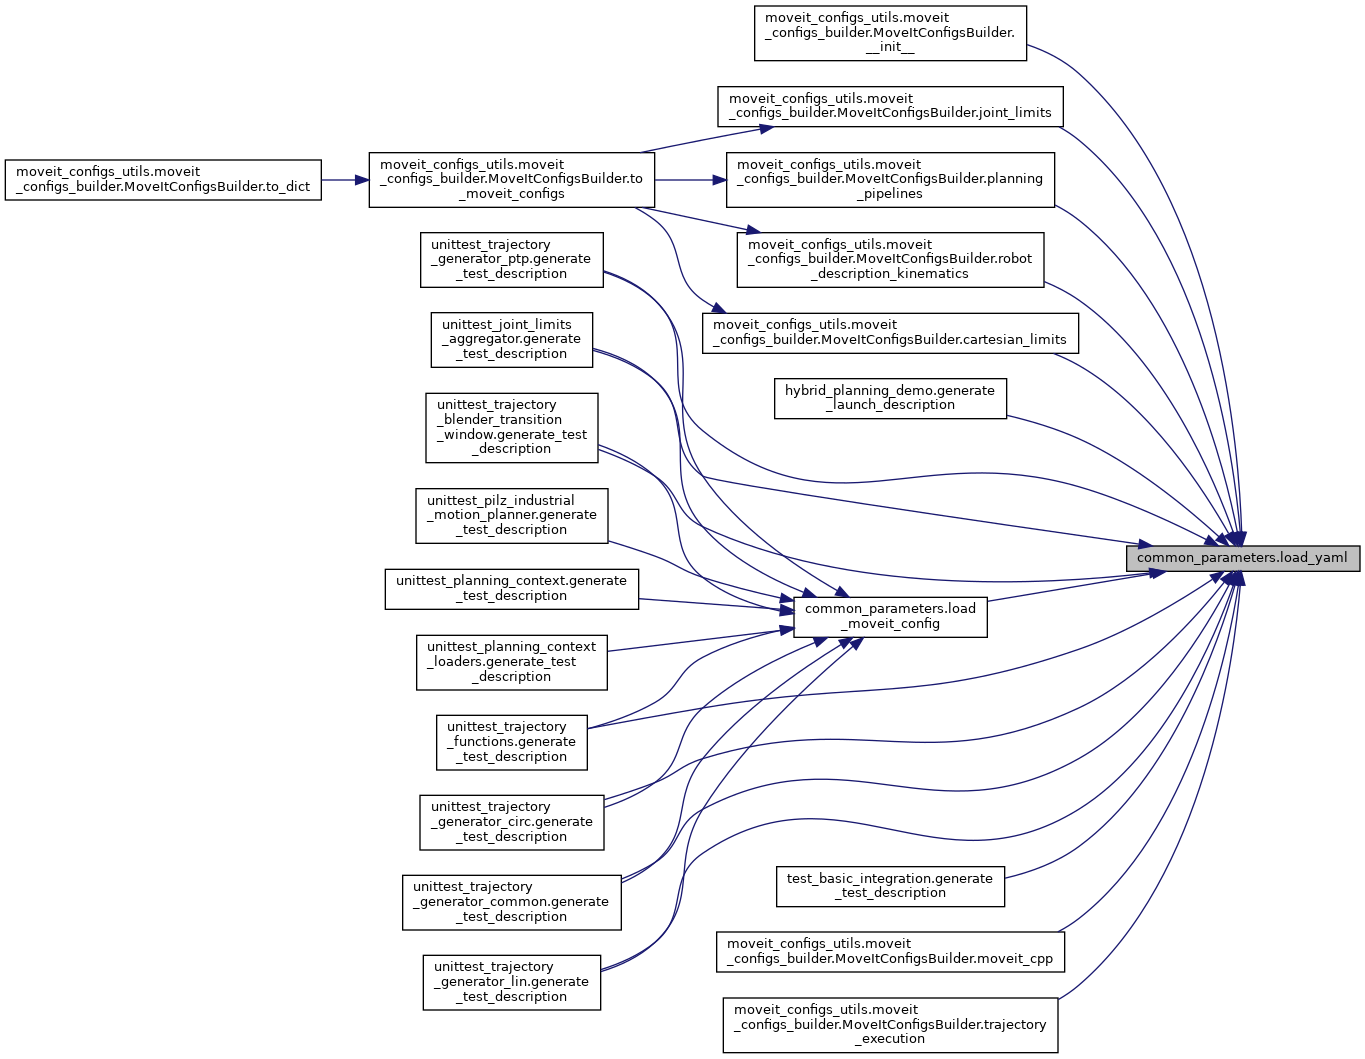 moveit_configs_utils.moveit
_configs_builder.MoveItConfigsBuilder.
__init__
moveit_configs_utils.moveit
_configs_builder.MoveItConfigsBuilder.joint_limits
moveit_configs_utils.moveit
_configs_builder.MoveItConfigsBuilder.to_dict
moveit_configs_utils.moveit
_configs_builder.MoveItConfigsBuilder.to
_moveit_configs
moveit_configs_utils.moveit
_configs_builder.MoveItConfigsBuilder.planning
_pipelines
unittest_trajectory
_generator_ptp.generate
_test_description
moveit_configs_utils.moveit
_configs_builder.MoveItConfigsBuilder.robot
_description_kinematics
unittest_joint_limits
_aggregator.generate
_test_description
moveit_configs_utils.moveit
_configs_builder.MoveItConfigsBuilder.cartesian_limits
unittest_trajectory
_blender_transition
_window.generate_test
_description
hybrid_planning_demo.generate
_launch_description
unittest_pilz_industrial
_motion_planner.generate
_test_description
common_parameters.load_yaml
unittest_planning_context.generate
_test_description
common_parameters.load
_moveit_config
unittest_planning_context
_loaders.generate_test
_description
unittest_trajectory
_functions.generate
_test_description
unittest_trajectory
_generator_circ.generate
_test_description
unittest_trajectory
_generator_common.generate
_test_description
test_basic_integration.generate
_test_description
unittest_trajectory
_generator_lin.generate
_test_description
moveit_configs_utils.moveit
_configs_builder.MoveItConfigsBuilder.moveit_cpp
moveit_configs_utils.moveit
_configs_builder.MoveItConfigsBuilder.trajectory
_execution